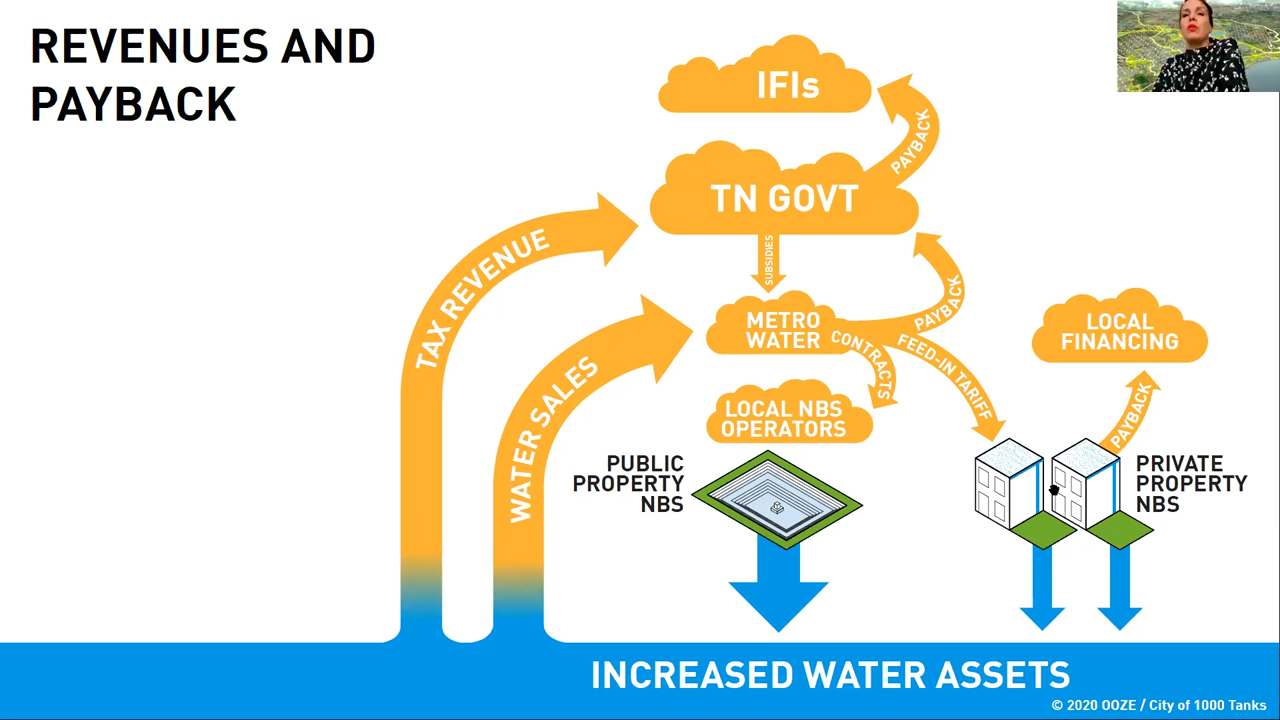 REVENUES AND
PAYBACK
IFIs
PAYBACK
TN GOVT
TAX REVENUE
SUBSIDIES
WATER SALES
METRO
WATER
PAYBACK
CONTRACTS
FEED-IN TARIFF
LOCAL
FINANCING
LOCAL NBS
OPERATORS
PAYBACK
PUBLIC
PROPERTY
NBS
PRIVATE
PROPERTY
NBS
INCREASED WATER ASSETS
© 2020 OOZE / City of 1000 Tanks